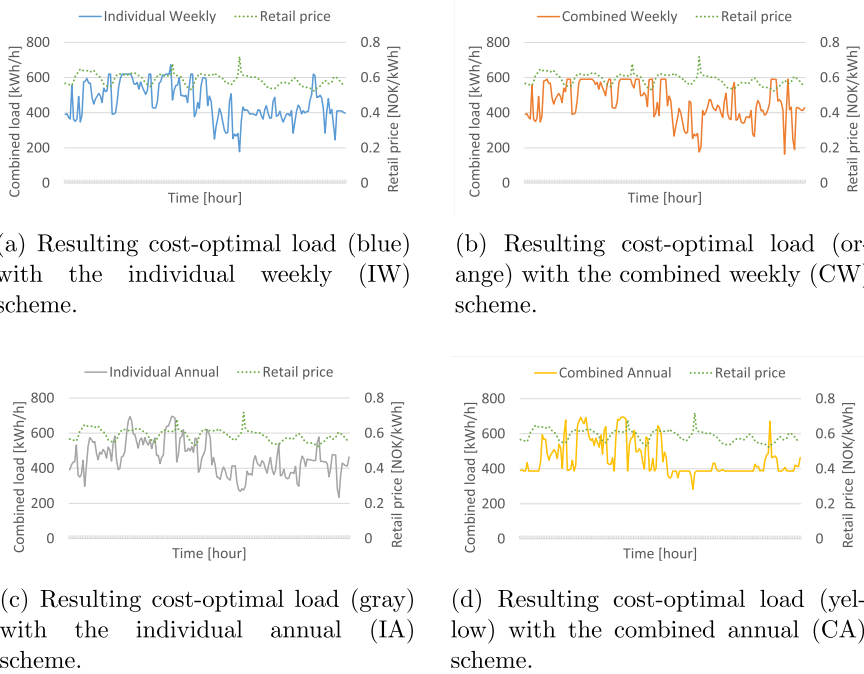 Individual Weekly Retail price
800 0.8
600 0.6
400 0.4
200 0.2
0 0
Combined load [kWh/h]
Retail price [NOK/kWh]
Time [hour]
(a) Resulting cost-optimal load (blue)
with the individual weekly (IW)
scheme.
Combined Weekly Retail price
800 0.8
600 0.6
400 0.4
200 0.2
0 0
Combined load [kWh/h]
Retail price [NOK/kWh]
Time [hour]
(b) Resulting cost-optimal load (or-
ange) with the combined weekly (CW)
scheme.
Individual Annual Retail price
800 0.8
600 0.6
400 0.4
200 0.2
0 0
Combined load [kWh/h]
Retail price [NOK/kWh]
Time [hour]
(c) Resulting cost-optimal load (gray)
with the individual annual (IA)
scheme.
Combined Annual Retail price
800 0.8
600 0.6
400 0.4
200 0.2
0 0
Combined load [kWh/h]
Retail price [NOK/kWh]
Time [hour]
(d) Resulting cost-optimal load (yel-
low) with the combined annual (CA)
scheme.